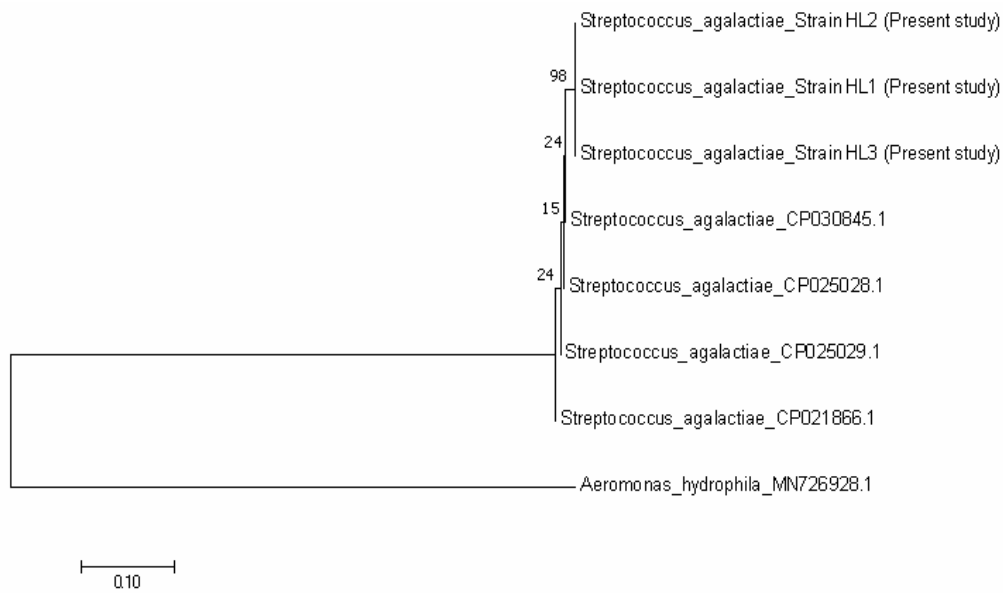 Streptococcus_agalactiae_Strain HL2 (Present study)
98
Streptococcus_agalactiae_Strain HL1 (Present study)
24
Streptococcus_agalactiae_Strain HL3 (Present study)
15
Streptococcus_agalactiae_CP030845.1
24
Streptococcus_agalactiae_CP025028.1
Streptococcus_agalactiae_CP025029.1
Streptococcus_agalactiae_CP021866.1
Aeromonas_hydrophila_MN726928.1
0.10